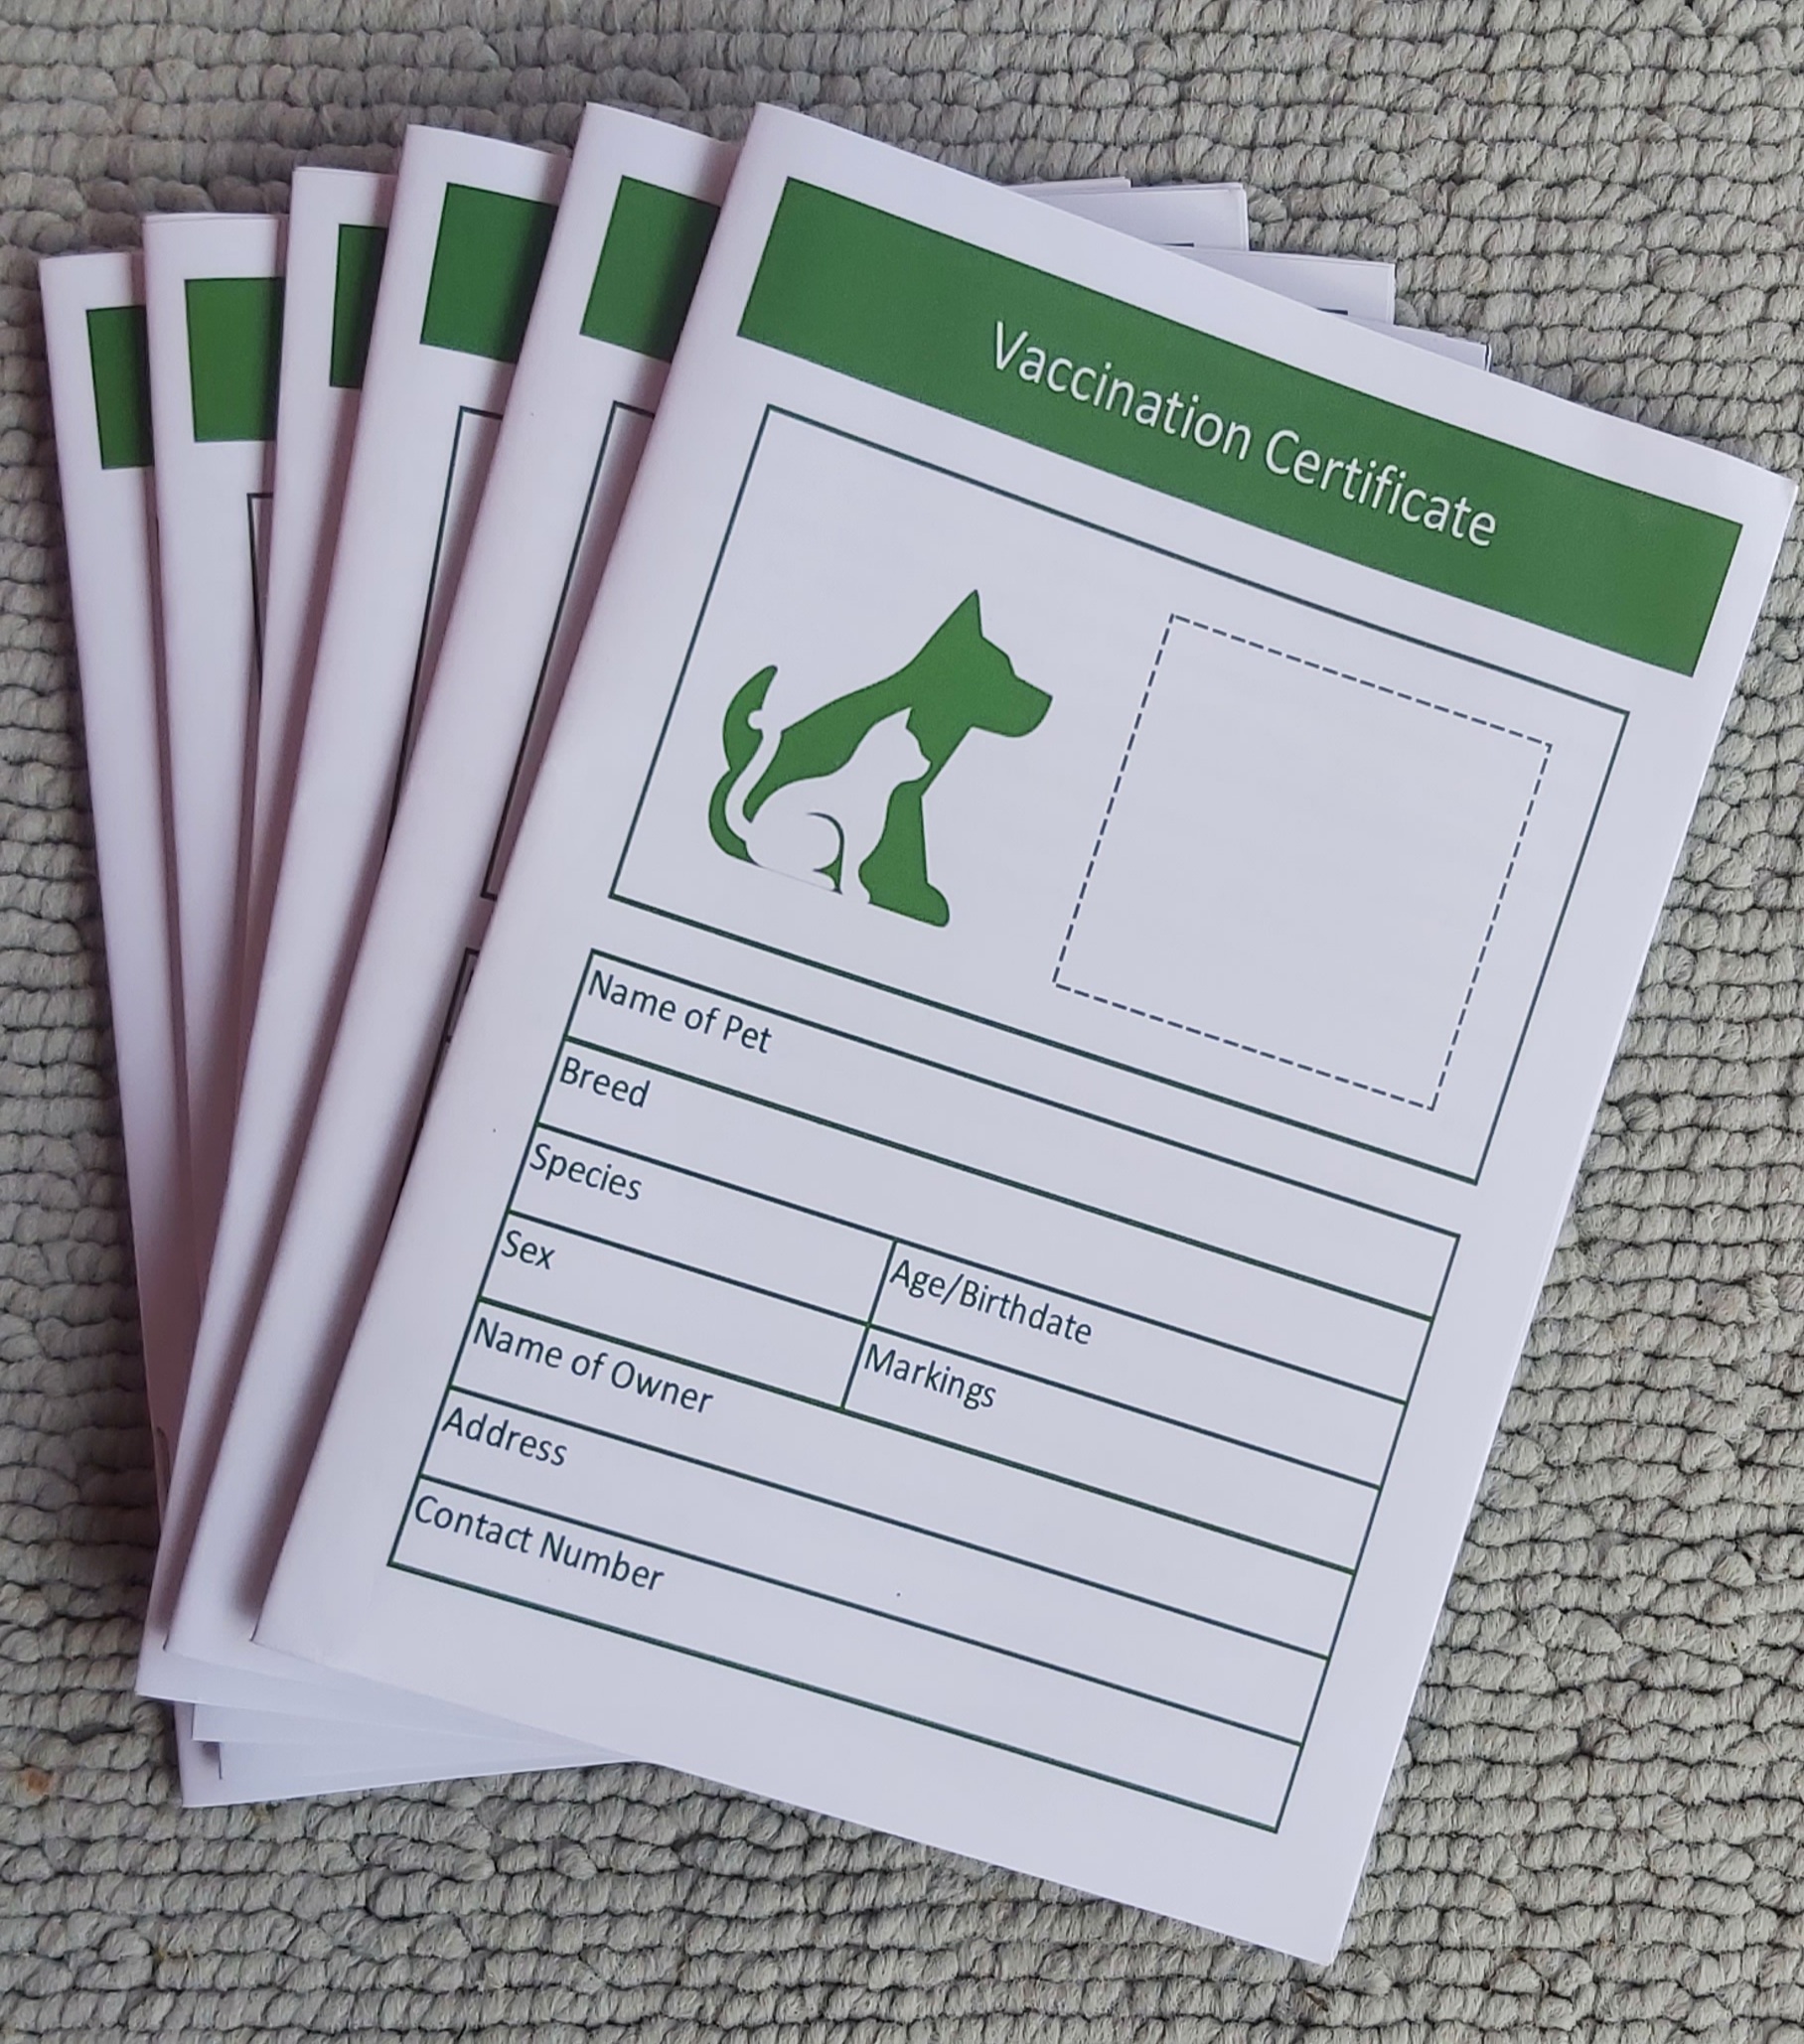 Vaccination Certificate
Name of Pet
Breed
Species
Age/Birthdate
Sex
Markings
Name of Owner
Address
Contact Number